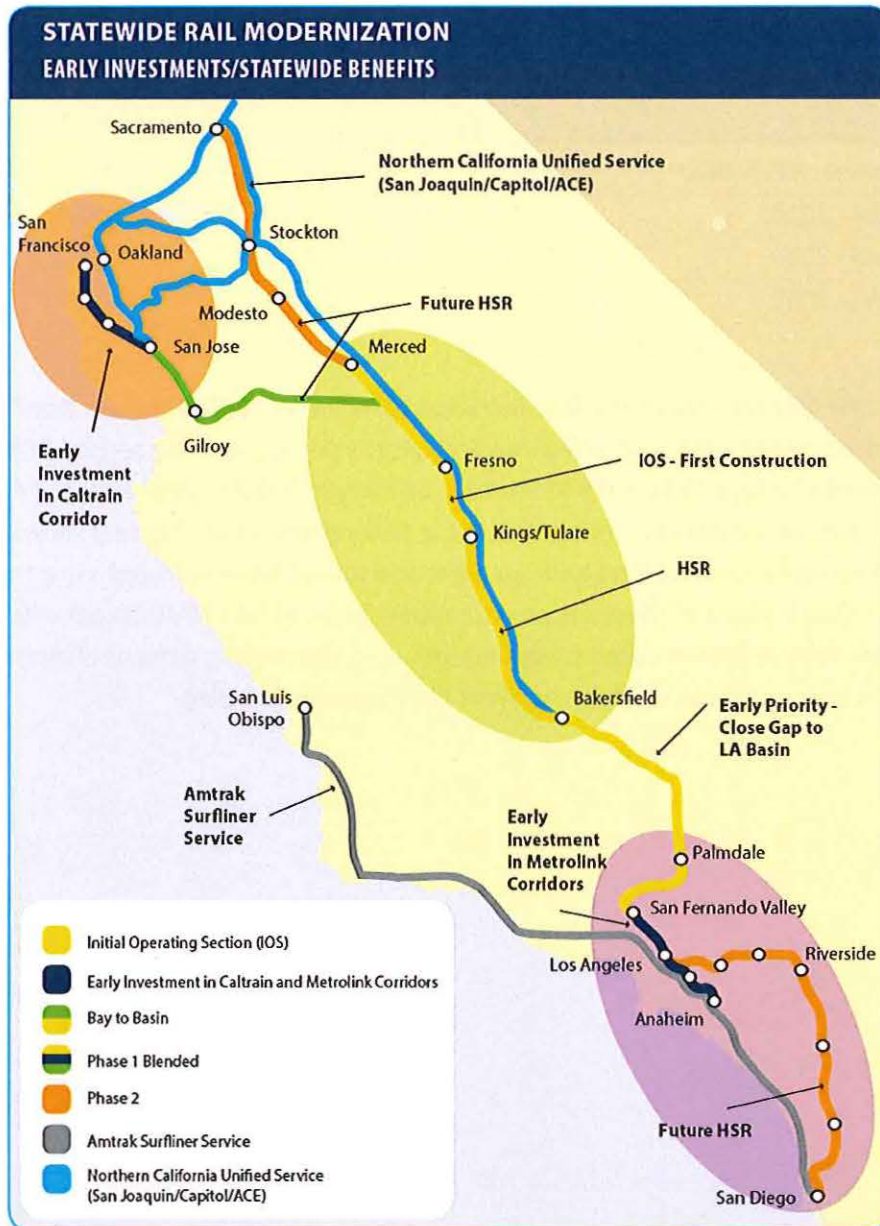 STATEWIDE RAIL MODERNIZATION
EARLY INVESTMENTS/STATEWIDE BENEFITS
Sacramento
Northern California Unified Service
(San Joaquin/Capitol/ACE)
San
Francisco
Oakland
Stockton
Modesto
Future HSR
San Jose
Merced
Gilroy
Early
Investment
in Caltrain
Corridor
Fresno
IOS - First Construction
Kings/Tulare
HSR
San Luis
Obispo
Bakersfield
Early Priority -
Close Gap to
LA Basin
Amtrak
Surfliner
Service
Early
Investment
In Metrolink
Corridors
Palmdale
San Fernando Valley
Los Angeles
Riverside
Anaheim
Future HSR
San Diego
Initial Operating Section (IOS)
Early Investment in Caltrain and Metrolink Corridors
Bay to Basin
Phase 1 Blended
Phase 2
Amtrak Surfliner Service
Northern California Unified Service
(San Joaquin/Capitol/ACE)